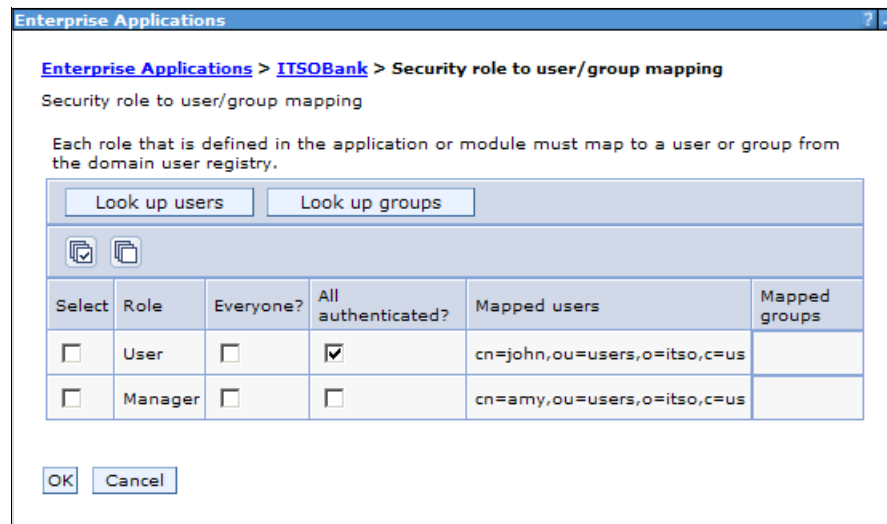 Enterprise Applications ?
Enterprise Applications > ITSOBank > Security role to user/group mapping
Security role to user/group mapping
Each role that is defined in the application or module must map to a user or group from
the domain user registry.
Look up users Look up groups
Select Role Everyone? All authenticated? Mapped users Mapped groups
User cn=john,ou=users,o=itso,c=us
Manager cn=amy,ou=users,o=itso,c=us
OK Cancel